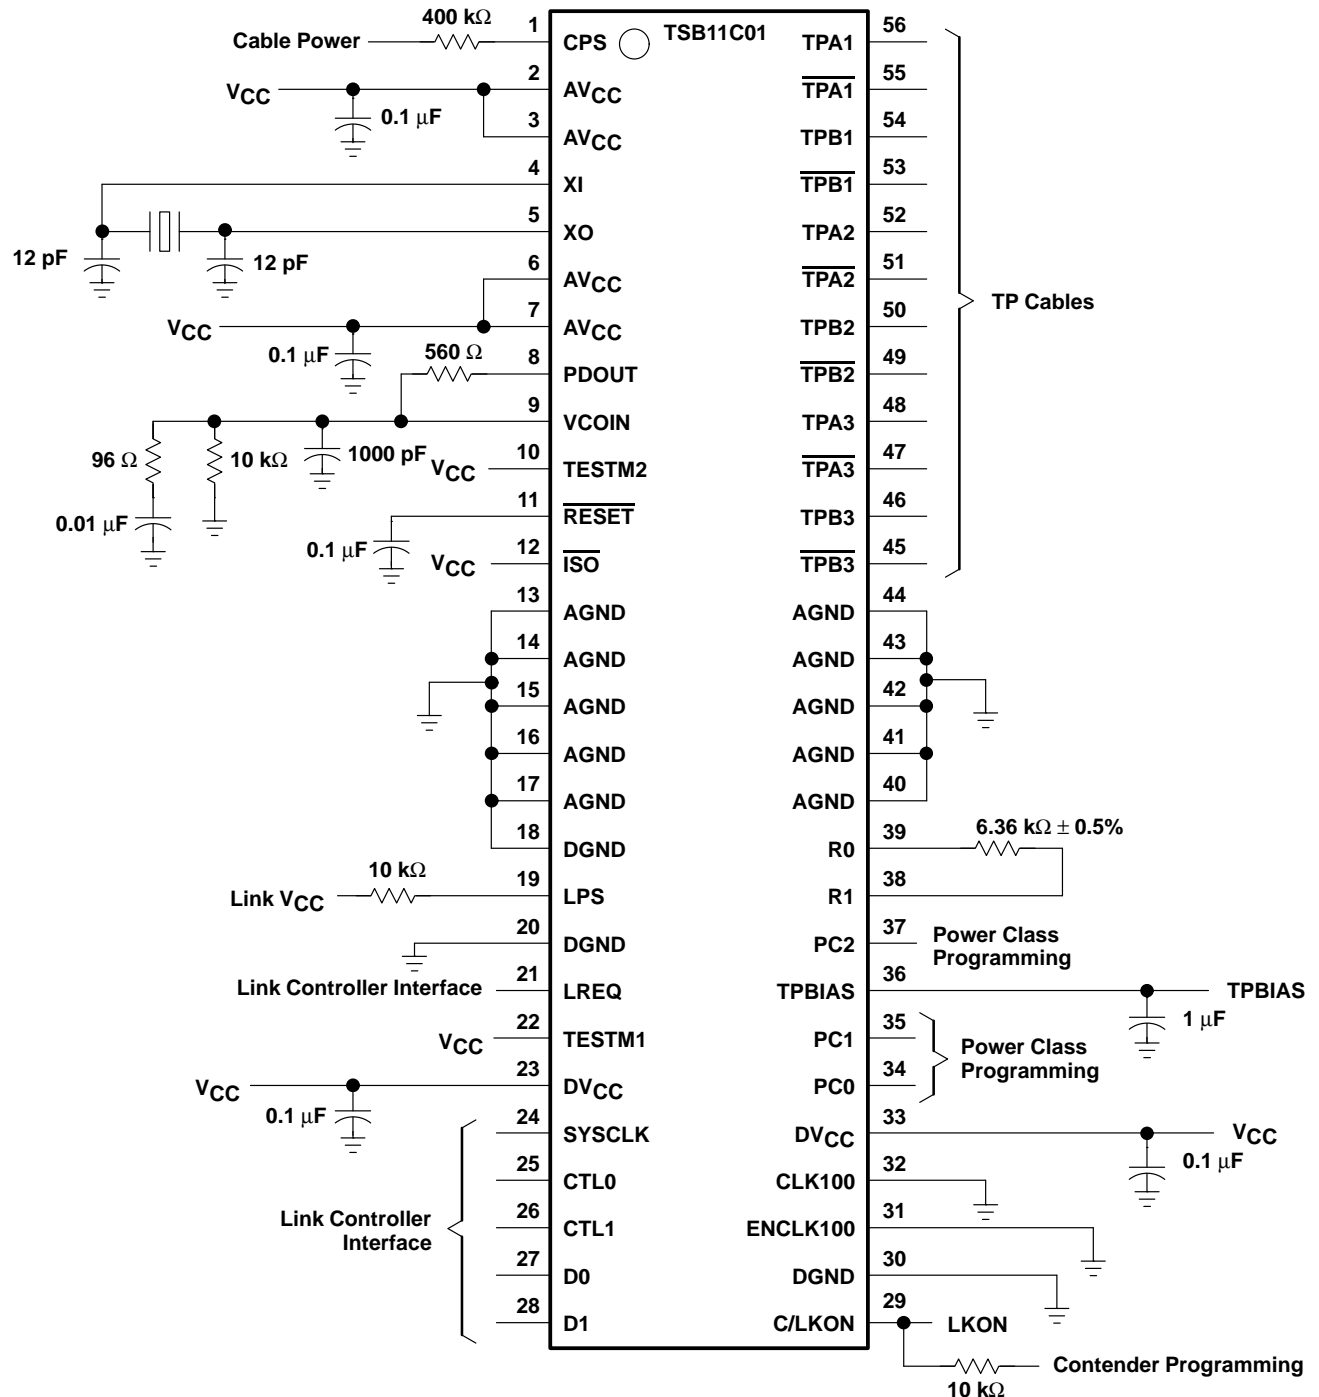 TSB11C01
Cable Power
400 kΩ
1
CPS
2
AVCC
VCC
0.1 μF
3
AVCC
4
XI
5
XO
12 pF
12 pF
6
AVCC
7
AVCC
VCC
0.1 μF
560 Ω
8
PDOUT
9
VCOIN
96 Ω
10 kΩ
1000 pF
0.01 μF
VCC
10
TESTM2
11
RESET
0.1 μF
VCC
12
ISO
13
AGND
14
AGND
15
AGND
16
AGND
17
AGND
18
DGND
Link VCC
10 kΩ
19
LPS
20
DGND
Link Controller Interface
21
LREQ
VCC
22
TESTM1
VCC
0.1 μF
23
DVCC
24
SYSCLK
25
CTL0
26
CTL1
Link Controller
Interface
27
D0
28
D1
56
TPA1
55
TPA1
54
TPB1
53
TPB1
52
TPA2
51
TPA2
50
TPB2
49
TPB2
48
TPA3
47
TPA3
46
TPB3
45
TPB3
TP Cables
44
AGND
43
AGND
42
AGND
41
AGND
40
AGND
39
R0
6.36 kΩ ± 0.5%
38
R1
37
PC2
Power Class
Programming
36
TPBIAS
TPBIAS
1 μF
35
PC1
34
PC0
Power Class
Programming
33
DVCC
VCC
0.1 μF
32
CLK100
31
ENCLK100
30
DGND
29
C/LKON
LKON
Contender Programming
10 kΩ